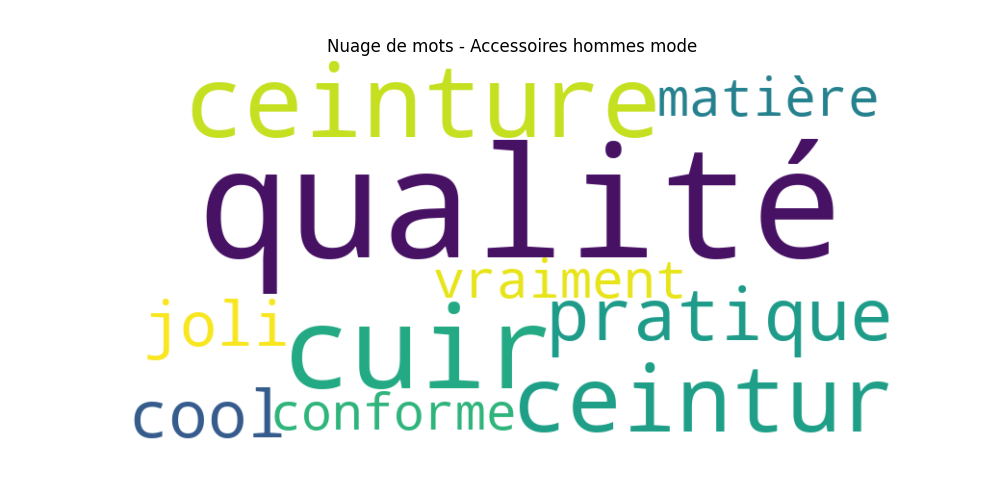 Nuage de mots - Accessoires hommes mode
ceinture matière
qualité
vraiment
joli cuir pratique
cool conforme ceintur